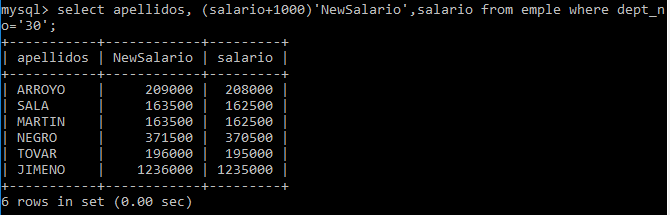 mysql> select apellidos, (salario+1000)'NewSalario',salario from emple where dept_n
o='30';
+-----------+------------+---------+
| apellidos | NewSalario | salario |
+-----------+------------+---------+
| ARROYO    |     209000 |  208000 |
| SALA      |     163500 |  162500 |
| MARTIN    |     163500 |  162500 |
| NEGRO     |     371500 |  370500 |
| TOVAR     |     196000 |  195000 |
| JIMENO    |    1236000 | 1235000 |
+-----------+------------+---------+
6 rows in set (0.00 sec)